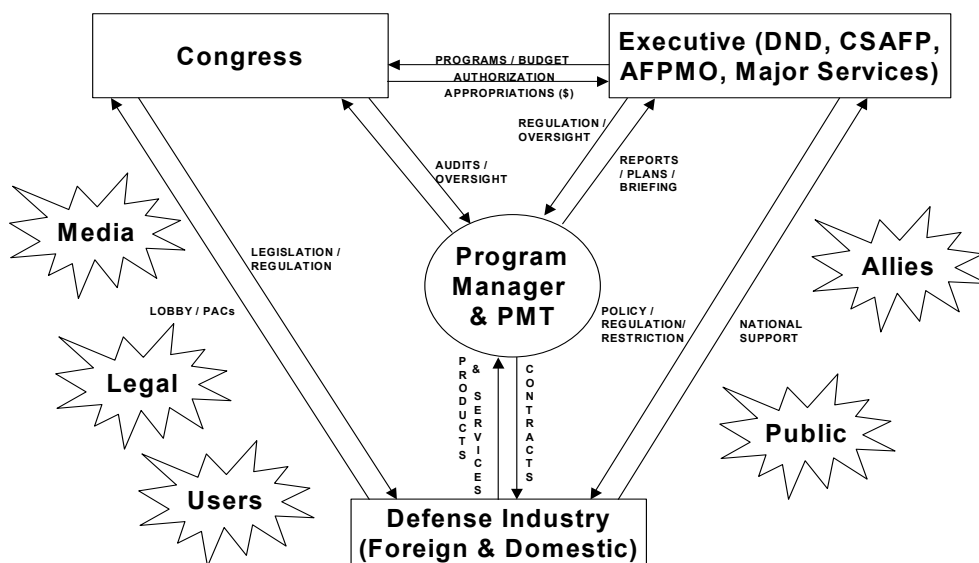 Congress
Executive (DND, CSAFP,
AFPMO, Major Services)
PROGRAMS / BUDGET
AUTHORIZATION
APPROPRIATIONS ($)
REGULATION /
OVERSIGHT
REPORTS
/ PLANS /
BRIEFING
AUDITS /
OVERSIGHT
Media
LEGISLATION /
REGULATION
LOBBY / PACs
Program
Manager
& PMT
Allies
POLICY /
REGULATION/
RESTRICTION
NATIONAL
SUPPORT
Legal
PRODUCTS
& SERVICES
CONTRACTS
Public
Users
Defense Industry
(Foreign & Domestic)